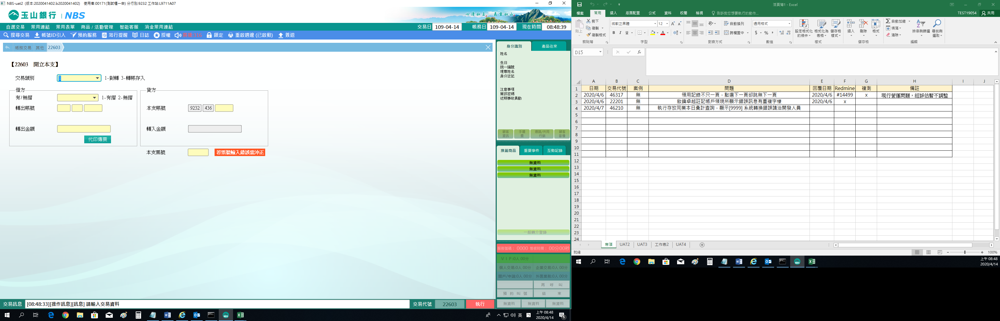 NBS-uat2 (版本:2020041402.b2020041402) 使用者:00171(測試櫃一幸) 分行別:9232 工作站:L9711A07
玉山銀行 | NBS
心清如玉、義重如山。
自選交易 常用連結 常用表單 商品 / 活動管理 智能客服 消金常用連結
交易日 109-04-14 帳務日 109-04-14 現在時間 08:48:39
搜尋交易 帳號ID引入 預約服務 蒞行提醒 日誌 授權 廣播:316 鎖定 重啟週邊 (已啟動) 簽退
帳務交易 其他 22603
【22603 開立本支】
交易類別 1 1-對轉 3-轉帳存入
借方
有/無摺 1-有摺 2-無摺
轉出帳號
轉出金額
代印傳票
貸方
本支帳號 9232 436
轉入金額
本支票號 若票號輸入錯誤需沖正
身分識別 產品往來
姓名
生日
統一編號
理專姓名
身分註記
注意事項
簡訊密碼
近期事故異動
顧客資訊 手續費 通路/共同行銷 顧客影像
推薦商品 重要事件 互動記錄
無資料
無資料
無資料
一般轉介登錄
服務號碼: 0000 等候時間: 00分00秒
VIP:0人 00分
個人交易:0人 00分 企業交易:0人 00分
開戶/申請:0人 00分 外匯業務:0人 00分
再 呼 叫
預 約 叫 號 結 束
無資料 無資料 無資料
交易訊息 [08:48:33][操作訊息][訊息] 請輸入交易資料 交易代號 22603 執行
英
上午 08:48
2020/4/14
6
活頁簿1 - Excel
檔案 常用 插入 版面配置 公式 資料 校閱 檢視 告訴我您想要執行的動作... TEST19054 共用
貼上 剪下 複製 複製格式 剪貼簿
微軟正黑體 12 B I U 字型
自動換列 跨欄置中 對齊方式
通用格式 $ % 數值
設定格式化的條件 格式化為表格 儲存格樣式 樣式
插入 刪除 格式 儲存格
自動加總 填滿 清除 排序與篩選 尋找與選取 編輯
D15 fx
A B C D E F G H I J
1 日期 交易代號 案例 問題 回覆日期 Redmine 複測 備註
2 2020/4/6 46317 無 領用記錄不只一頁，點選下一頁卻跳無下一頁 2020/4/6 #14499 x 現行營運問題，經評估暫不調整
3 2020/4/6 22201 無 啟鑰卓越註記帳戶領現所顯示錯誤訊息有重複字樣 2020/4/6 x
4 2020/4/7 46210 無 執行存放同業本日彙計查詢，顯示[9999] 系統轉換錯誤請洽開發人員
5
6
7
8
9
10
11
12
13
14
15
16
17
18
19
20
21
22
23
24
專項 UAT2 UAT3 工作表2 UAT4
就緒 100%
上午 08:48
2020/4/14